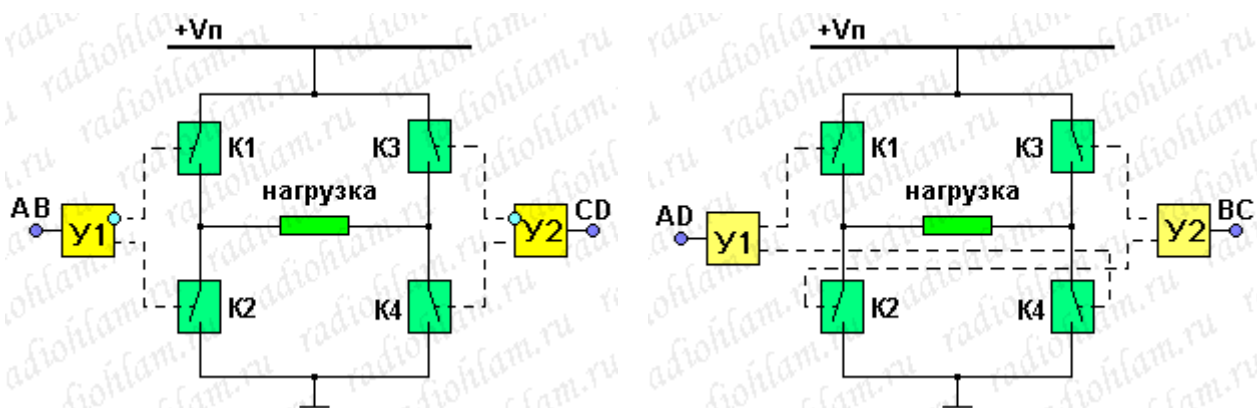 +Vп
K1
K3
нагрузка
AB
У1
У2
CD
K2
K4
+Vп
K1
K3
нагрузка
AD
У1
У2
BC
K2
K4
radiohlam.ru